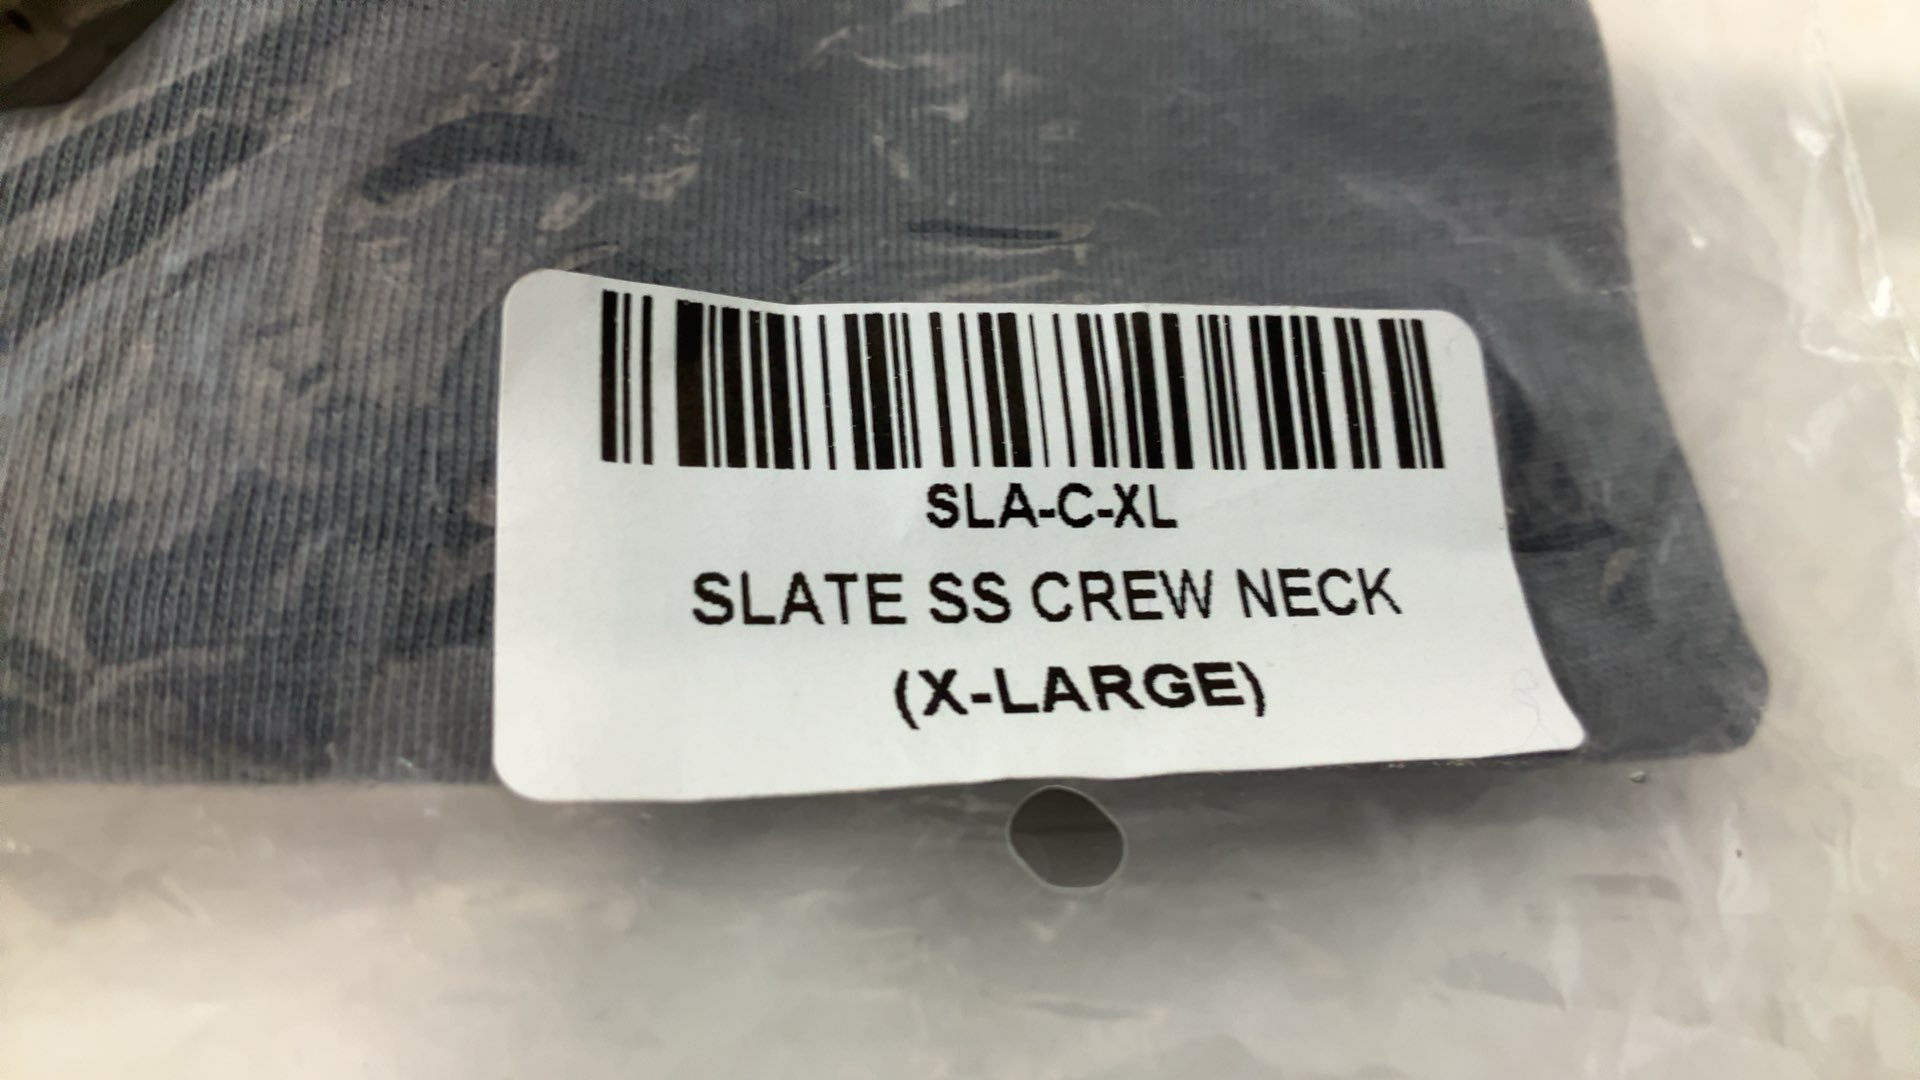 SLA-C-XL
SLATE SS CREW NECK
(X-LARGE)